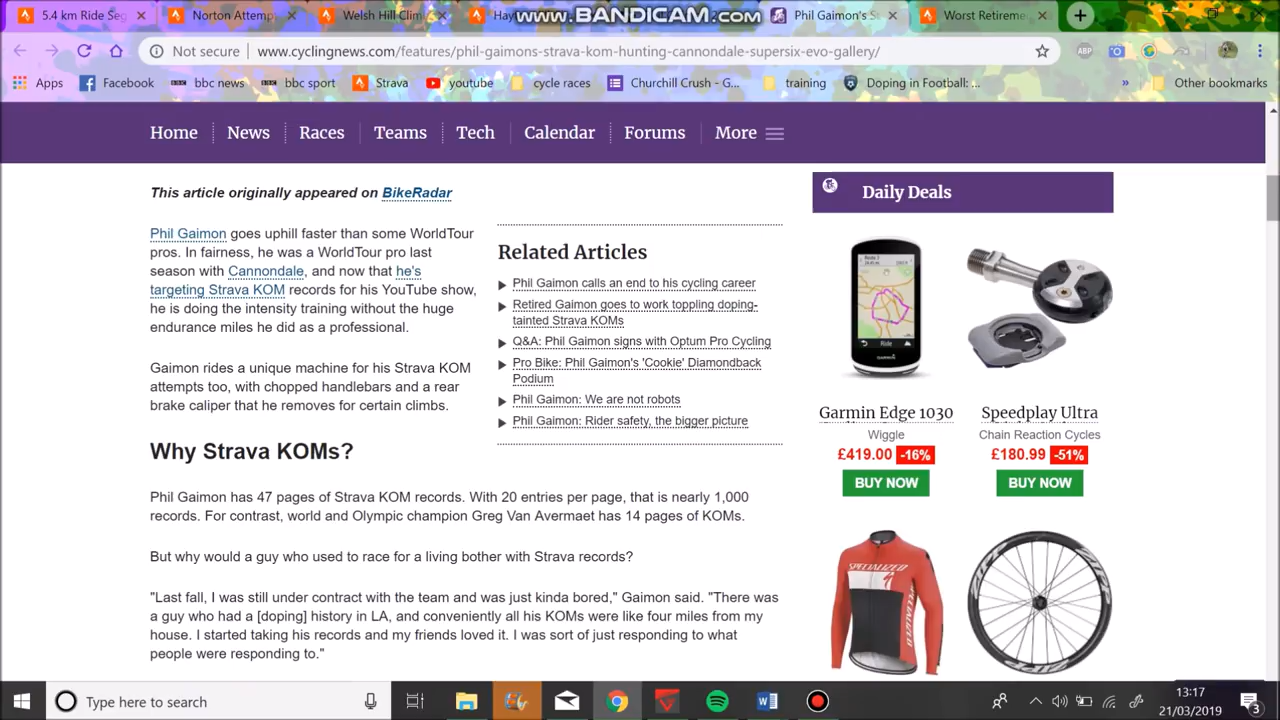 5.4 km Ride Seg
Norton Attemp
Welsh Hill Clim
Hay
www.BANDICAM.com
Phil Gaimon's S
Worst Retireme
Not secure
www.cyclingnews.com/features/phil-gaimons-strava-kom-hunting-cannondale-supersix-evo-gallery/
ABP
Apps
Facebook
bbc news
bbc sport
Strava
youtube
cycle races
Churchill Crush - G...
training
Doping in Football: ...
»
Other bookmarks
Home
News
Races
Teams
Tech
Calendar
Forums
More
This article originally appeared on BikeRadar
Phil Gaimon goes uphill faster than some WorldTour
pros. In fairness, he was a WorldTour pro last
season with Cannondale, and now that he's
targeting Strava KOM records for his YouTube show,
he is doing the intensity training without the huge
endurance miles he did as a professional.
Gaimon rides a unique machine for his Strava KOM
attempts too, with chopped handlebars and a rear
brake caliper that he removes for certain climbs.
Related Articles
Phil Gaimon calls an end to his cycling career
Retired Gaimon goes to work toppling doping-
tainted Strava KOMs
Q&A: Phil Gaimon signs with Optum Pro Cycling
Pro Bike: Phil Gaimon's 'Cookie' Diamondback
Podium
Phil Gaimon: We are not robots
Phil Gaimon: Rider safety, the bigger picture
Why Strava KOMs?
Phil Gaimon has 47 pages of Strava KOM records. With 20 entries per page, that is nearly 1,000
records. For contrast, world and Olympic champion Greg Van Avermaet has 14 pages of KOMs.
But why would a guy who used to race for a living bother with Strava records?
"Last fall, I was still under contract with the team and was just kinda bored," Gaimon said. "There was
a guy who had a [doping] history in LA, and conveniently all his KOMs were like four miles from my
house. I started taking his records and my friends loved it. I was sort of just responding to what
people were responding to."
Daily Deals
Ride
GARMIN
Garmin Edge 1030
Wiggle
£419.00 -16%
BUY NOW
Speedplay Ultra
Chain Reaction Cycles
£180.99 -51%
BUY NOW
SPECIALIZED
ZIPP
Type here to search
13:17
21/03/2019
3